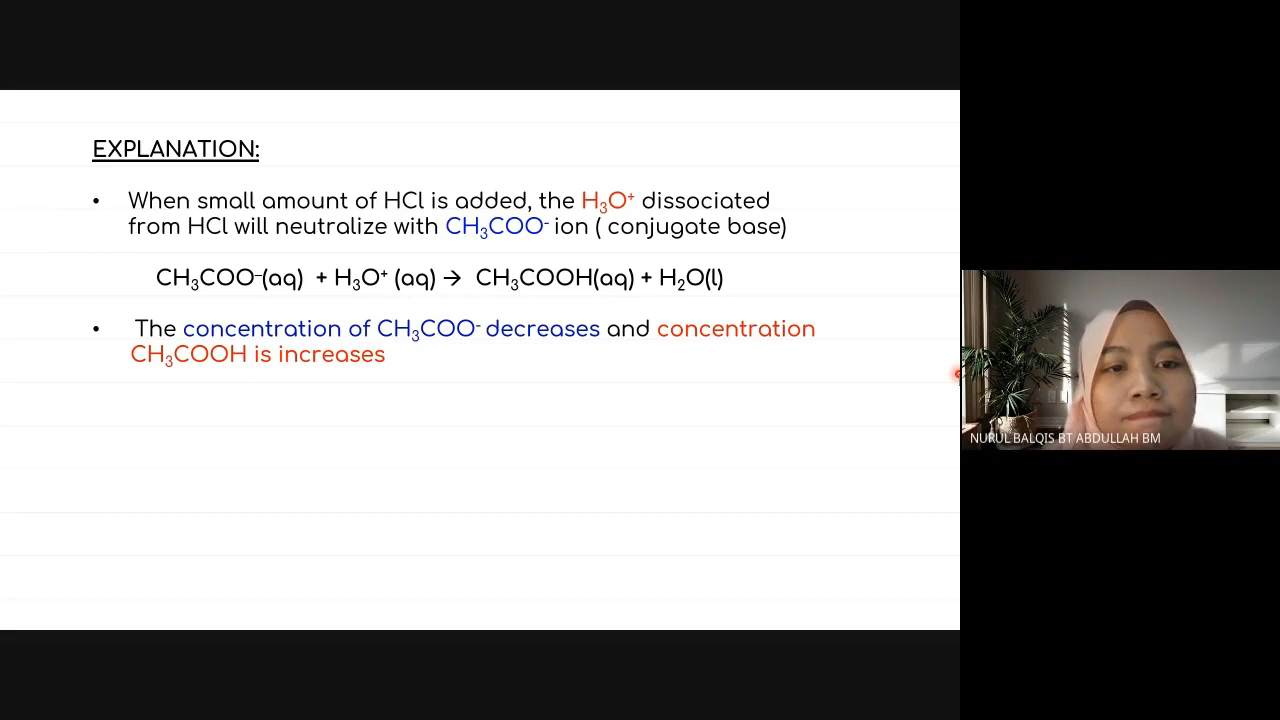 EXPLANATION:
• When small amount of HCl is added, the H₃O⁺ dissociated
from HCl will neutralize with CH₃COO⁻ ion ( conjugate base)
CH₃COO⁻(aq) + H₃O⁺ (aq) → CH₃COOH(aq) + H₂O(l)
• The concentration of CH₃COO⁻ decreases and concentration
CH₃COOH is increases
NURUL BALQIS BT ABDULLAH BM